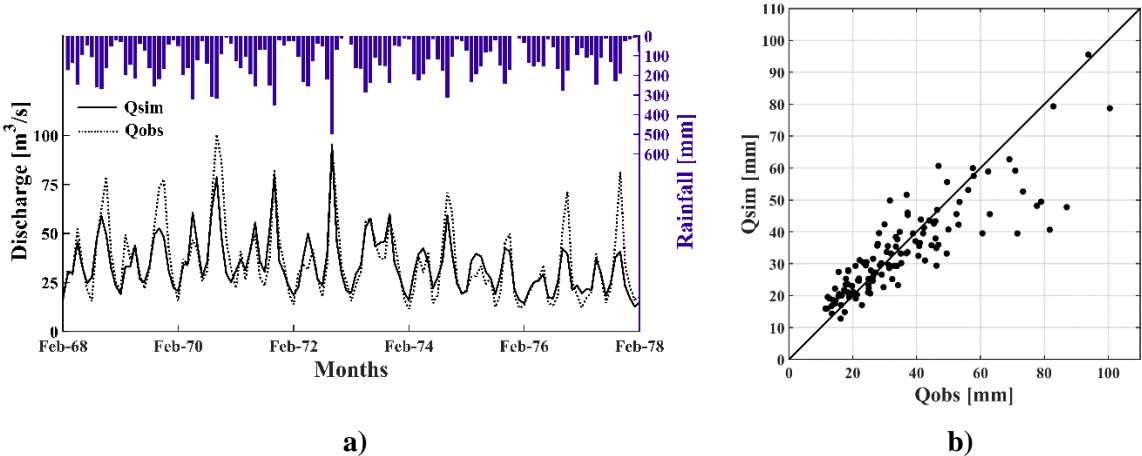 0
100
200
300
400
500
600
Rainfall [mm]
Qsim
Qobs
Discharge [m³/s]
100
75
50
25
0
Feb-68 Feb-70 Feb-72 Feb-74 Feb-76 Feb-78
Months
a)
110
100
90
80
70
60
50
40
30
20
10
0
Qsim [mm]
0 20 40 60 80 100
Qobs [mm]
b)